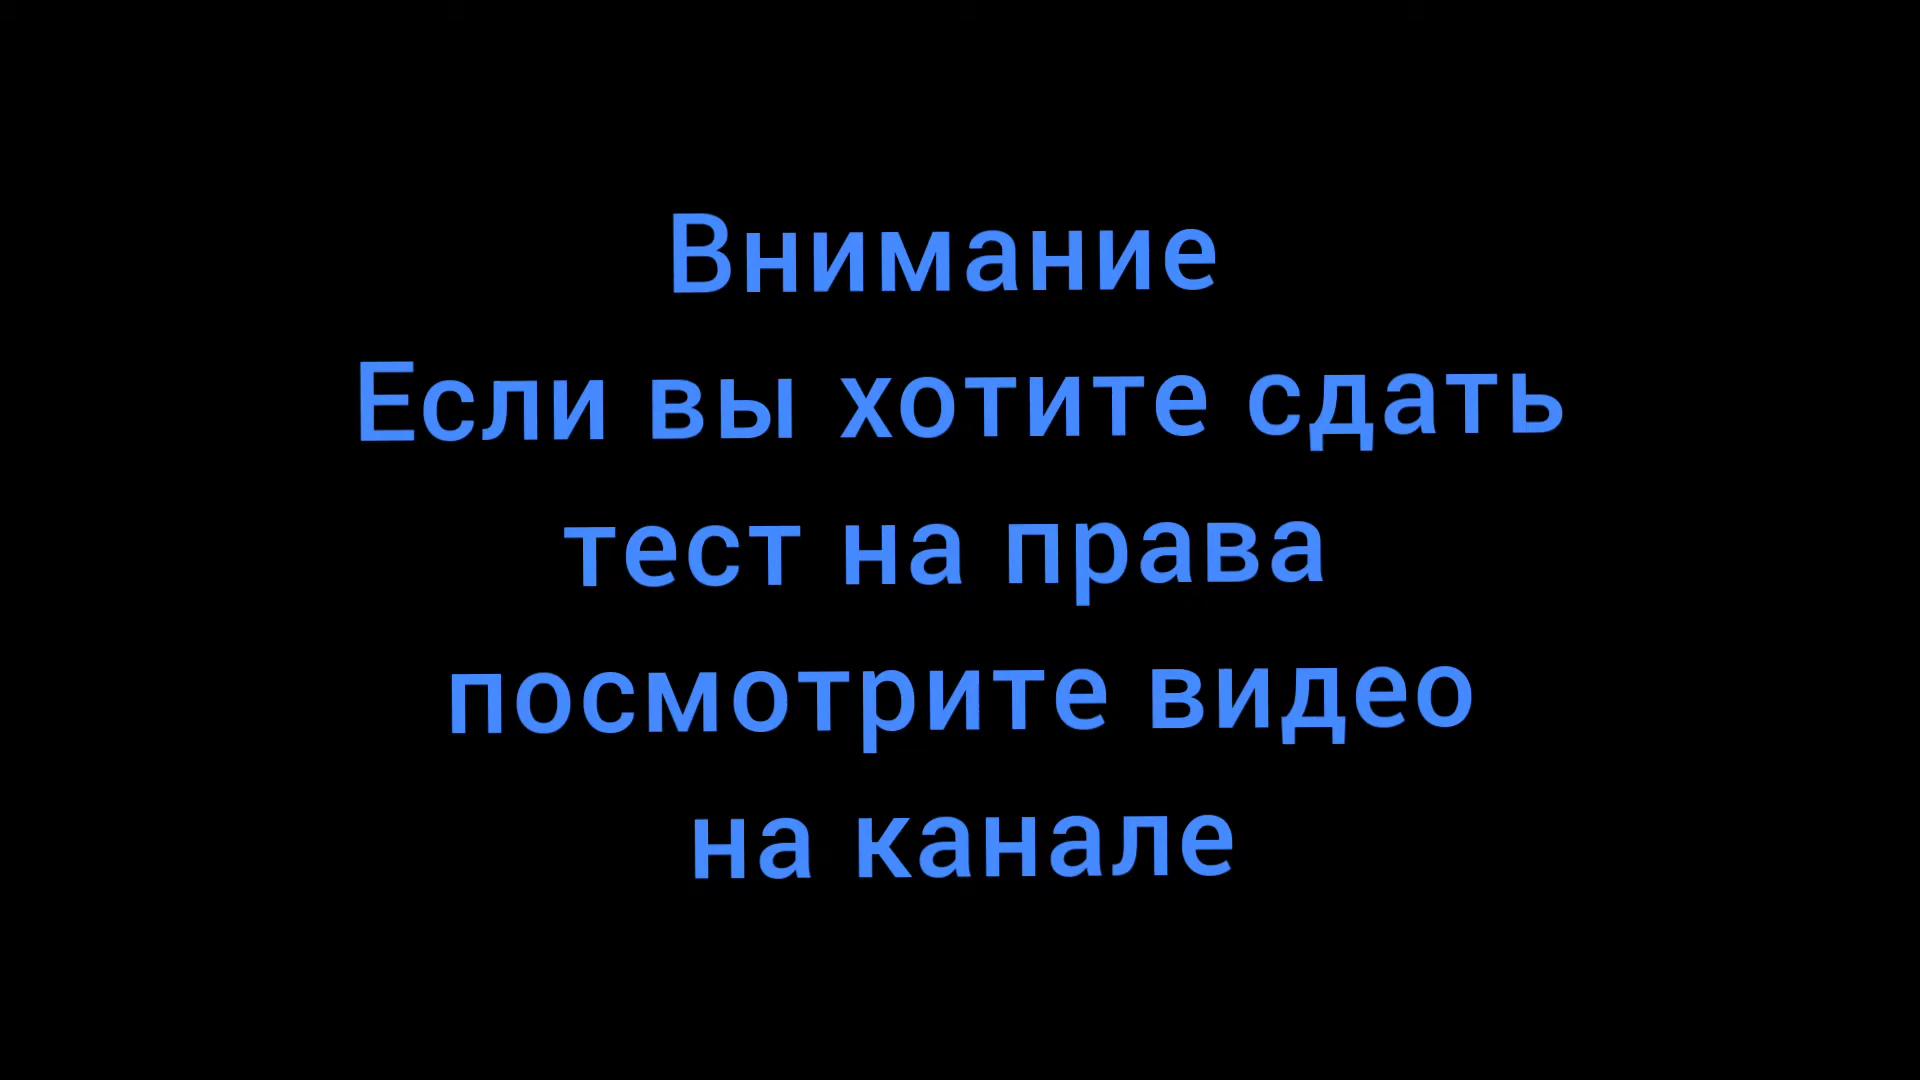 Внимание
Если вы хотите сдать
тест на права
посмотрите видео
на канале